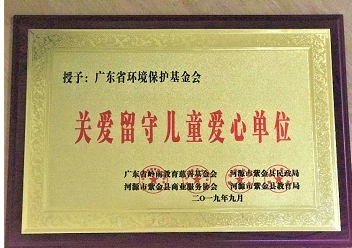 授予：广东省环境保护基金会
关爱留守儿童爱心单位
广东省岭南教育慈善基金会 河源市紫金县民政局
河源市紫金县商业服务协会 河源市紫金县教育局
二〇一九年九月